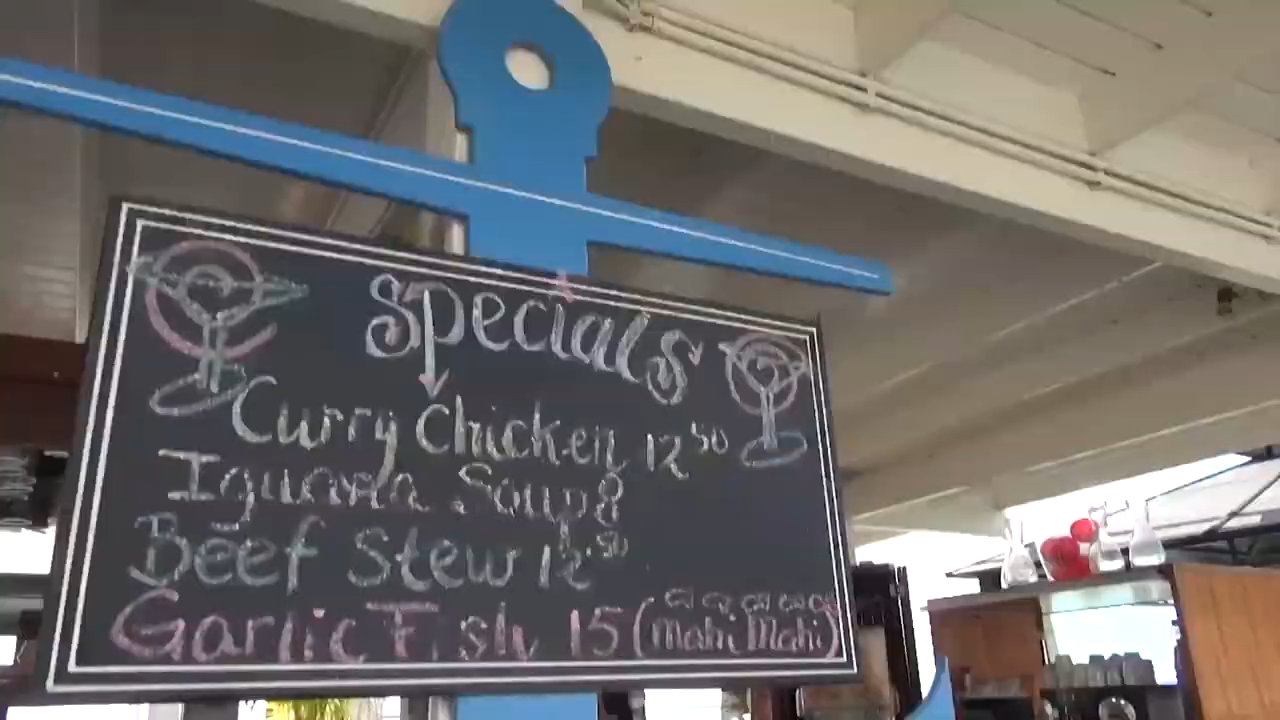 Specials
Curry Chicken 12 50
Iguana Soup 8
Beef Stew 12.50
Garlic Fish 15 (Mahi Mahi)